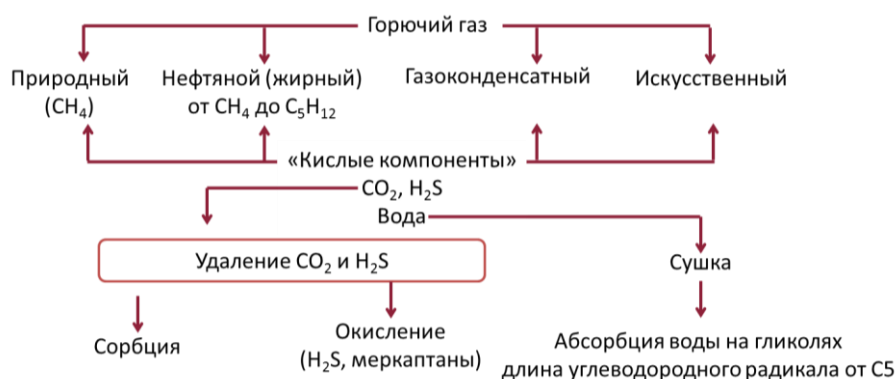 Горючий газ
Природный
(CH₄)
Нефтяной (жирный)
от CH₄ до C₅H₁₂
Газоконденсатный
Искусственный
«Кислые компоненты»
CO₂, H₂S
Вода
Удаление CO₂ и H₂S
Сушка
Сорбция
Окисление
(H₂S, меркаптаны)
Абсорбция воды на гликолях
длина углеводородного радикала от C5